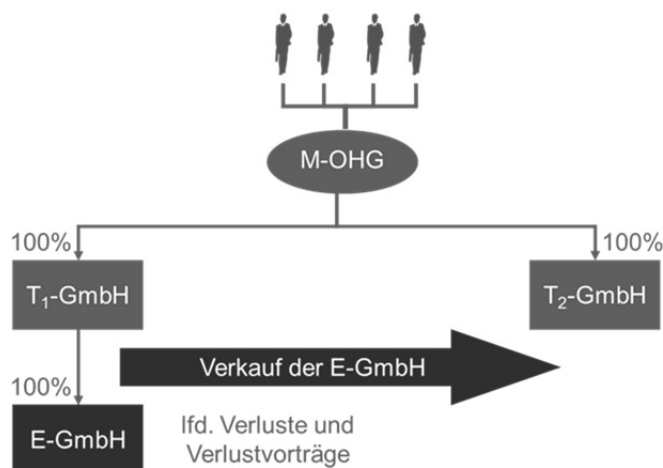 M-OHG
100%
100%
T₁-GmbH
T₂-GmbH
Verkauf der E-GmbH
100%
E-GmbH
lfd. Verluste und
Verlustvorträge